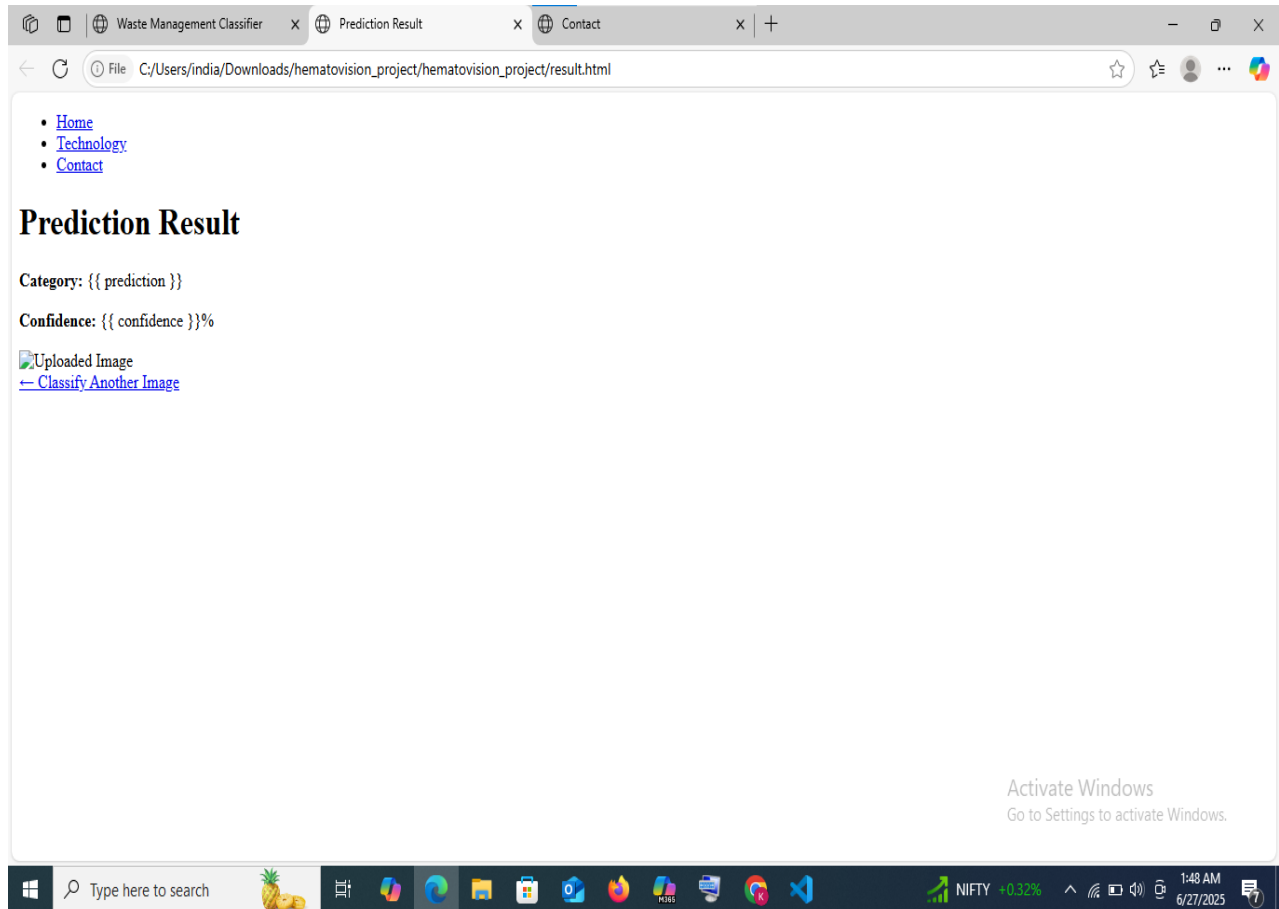 Waste Management Classifier
Prediction Result
Contact
File C:/Users/india/Downloads/hematovision_project/hematovision_project/result.html
• Home
• Technology
• Contact
Prediction Result
Category: {{ prediction }}
Confidence: {{ confidence }}%
Uploaded Image
← Classify Another Image
Activate Windows
Go to Settings to activate Windows.
Type here to search
M365
NIFTY +0.32%
1:48 AM
6/27/2025
7